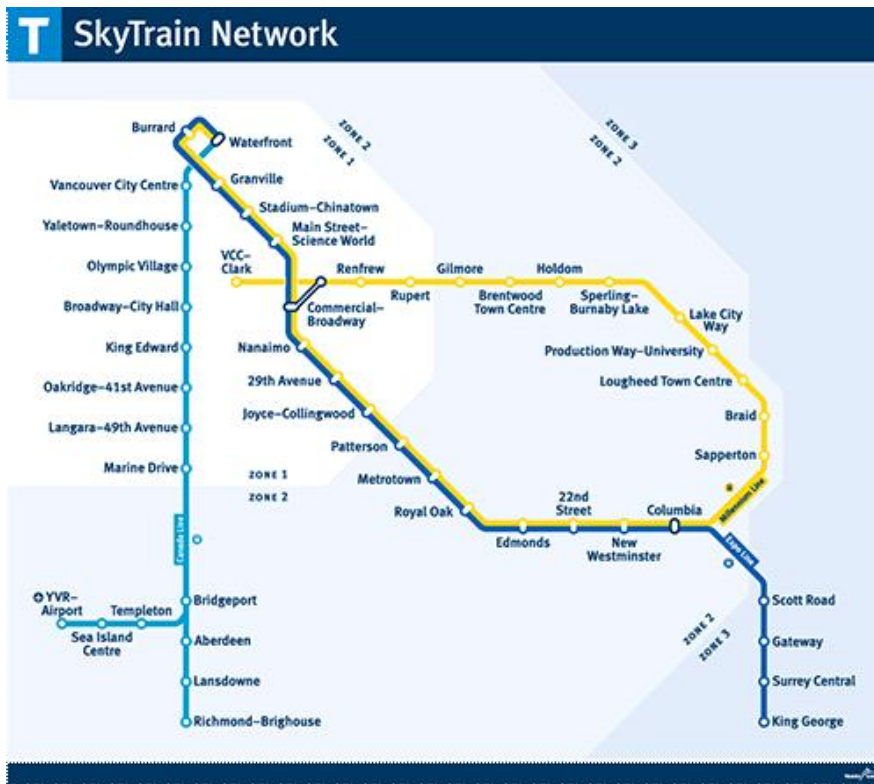 T SkyTrain Network
ZONE 2
ZONE 1
ZONE 3
ZONE 2
Burrard
Waterfront
Vancouver City Centre
Granville
Stadium–Chinatown
Yaletown–Roundhouse
Main Street–
Science World
Olympic Village
VCC–
Clark
Renfrew
Rupert
Gilmore
Brentwood
Town Centre
Holdom
Sperling–
Burnaby Lake
Broadway–City Hall
Commercial–
Broadway
Lake City
Way
King Edward
Nanaimo
Production Way–University
Oakridge–41st Avenue
29th Avenue
Lougheed Town Centre
Langara–49th Avenue
Joyce–Collingwood
Braid
Patterson
Sapperton
Marine Drive
ZONE 1
ZONE 2
Metrotown
Royal Oak
22nd
Street
Columbia
Millennium Line
Edmonds
New
Westminster
Expo Line
Canada Line
YVR–
Airport
Templeton
Sea Island
Centre
Bridgeport
Scott Road
Aberdeen
ZONE 2
ZONE 3
Gateway
Lansdowne
Surrey Central
Richmond–Brighouse
King George